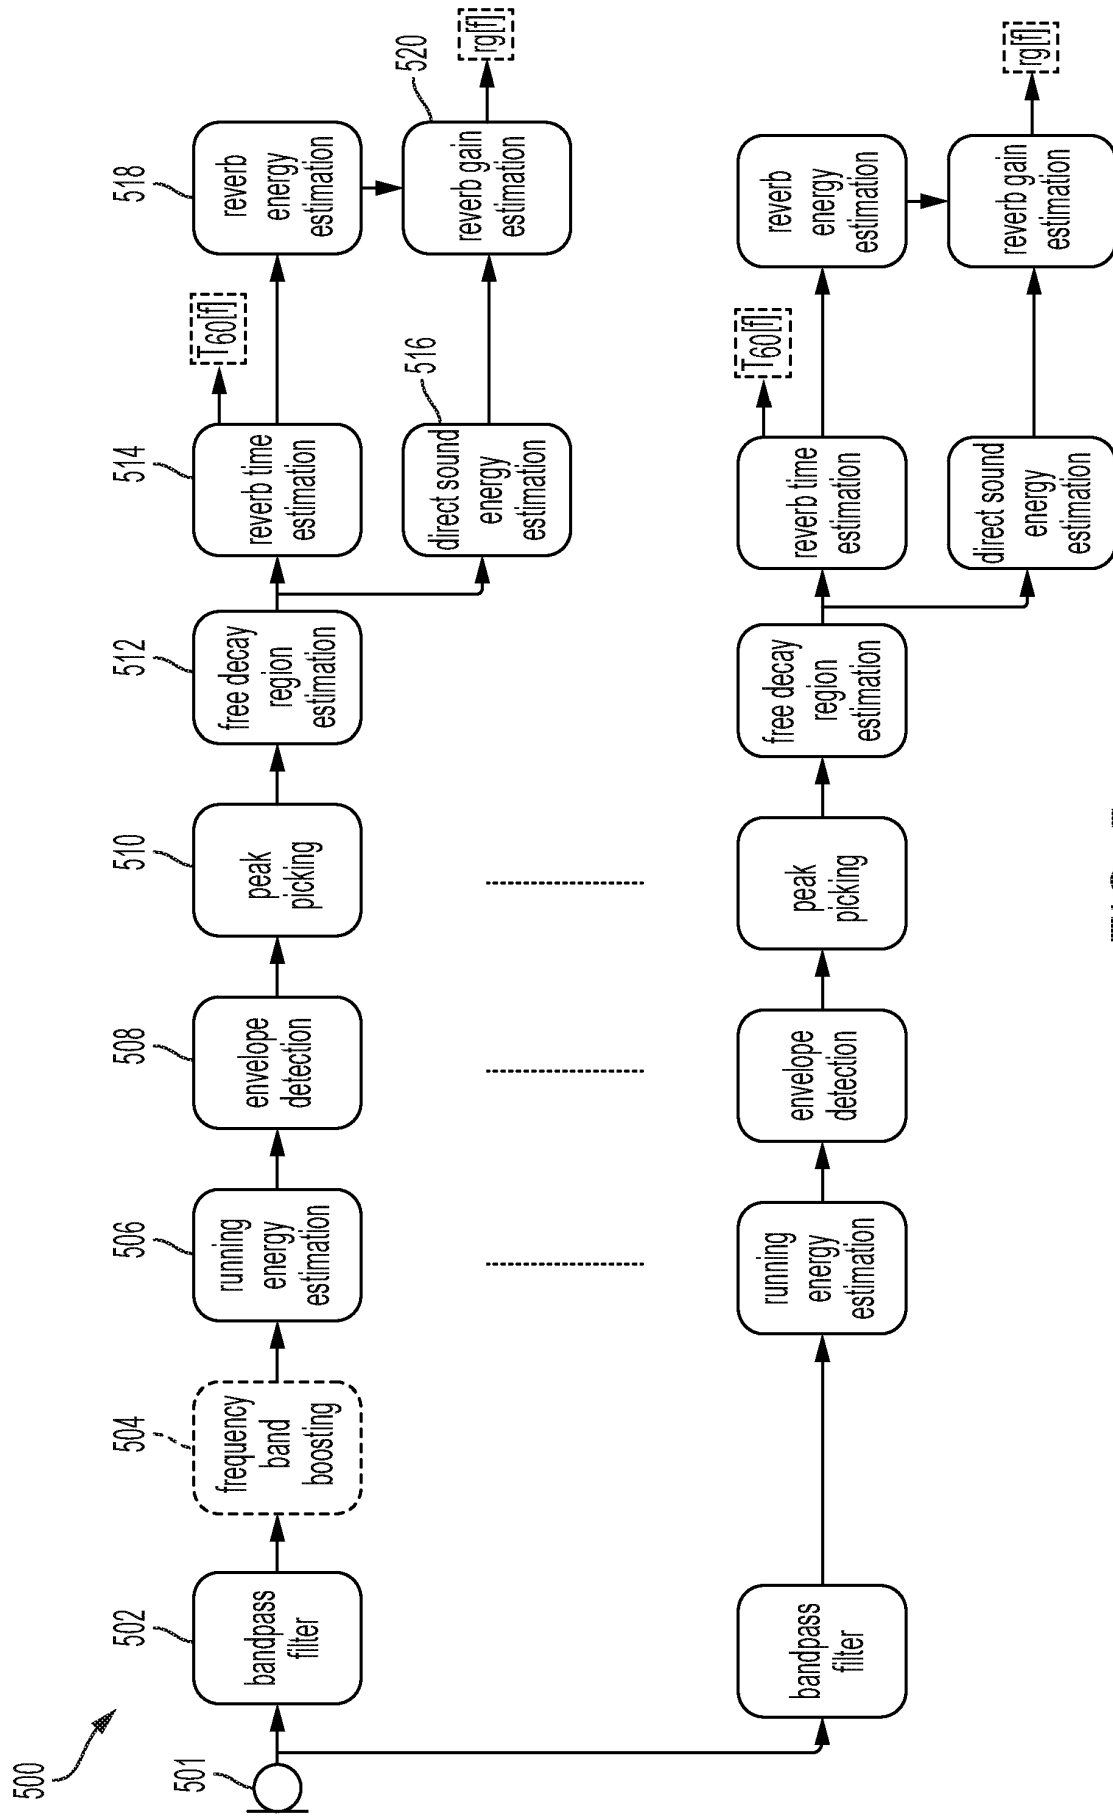 500
501
502
bandpass
filter
504
frequency
band
boosting
506
running
energy
estimation
508
envelope
detection
510
peak
picking
512
free decay
region
estimation
514
reverb time
estimation
T60[f]
516
direct sound
energy
estimation
518
reverb
energy
estimation
520
reverb gain
estimation
rg[f]
bandpass
filter
running
energy
estimation
envelope
detection
peak
picking
free decay
region
estimation
reverb time
estimation
T60[f]
direct sound
energy
estimation
reverb
energy
estimation
reverb gain
estimation
rg[f]